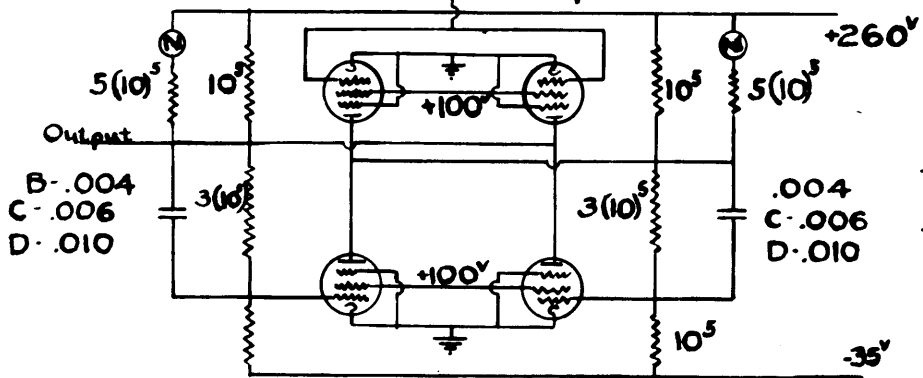 +260ᵛ
5(10)⁵
10⁵
+100ᵛ
10⁵
5(10)⁵
Output
B-.004
C-.006
D-.010
3(10)⁵
3(10)⁵
.004
C-.006
D-.010
+100ᵛ
10⁵
-35ᵛ